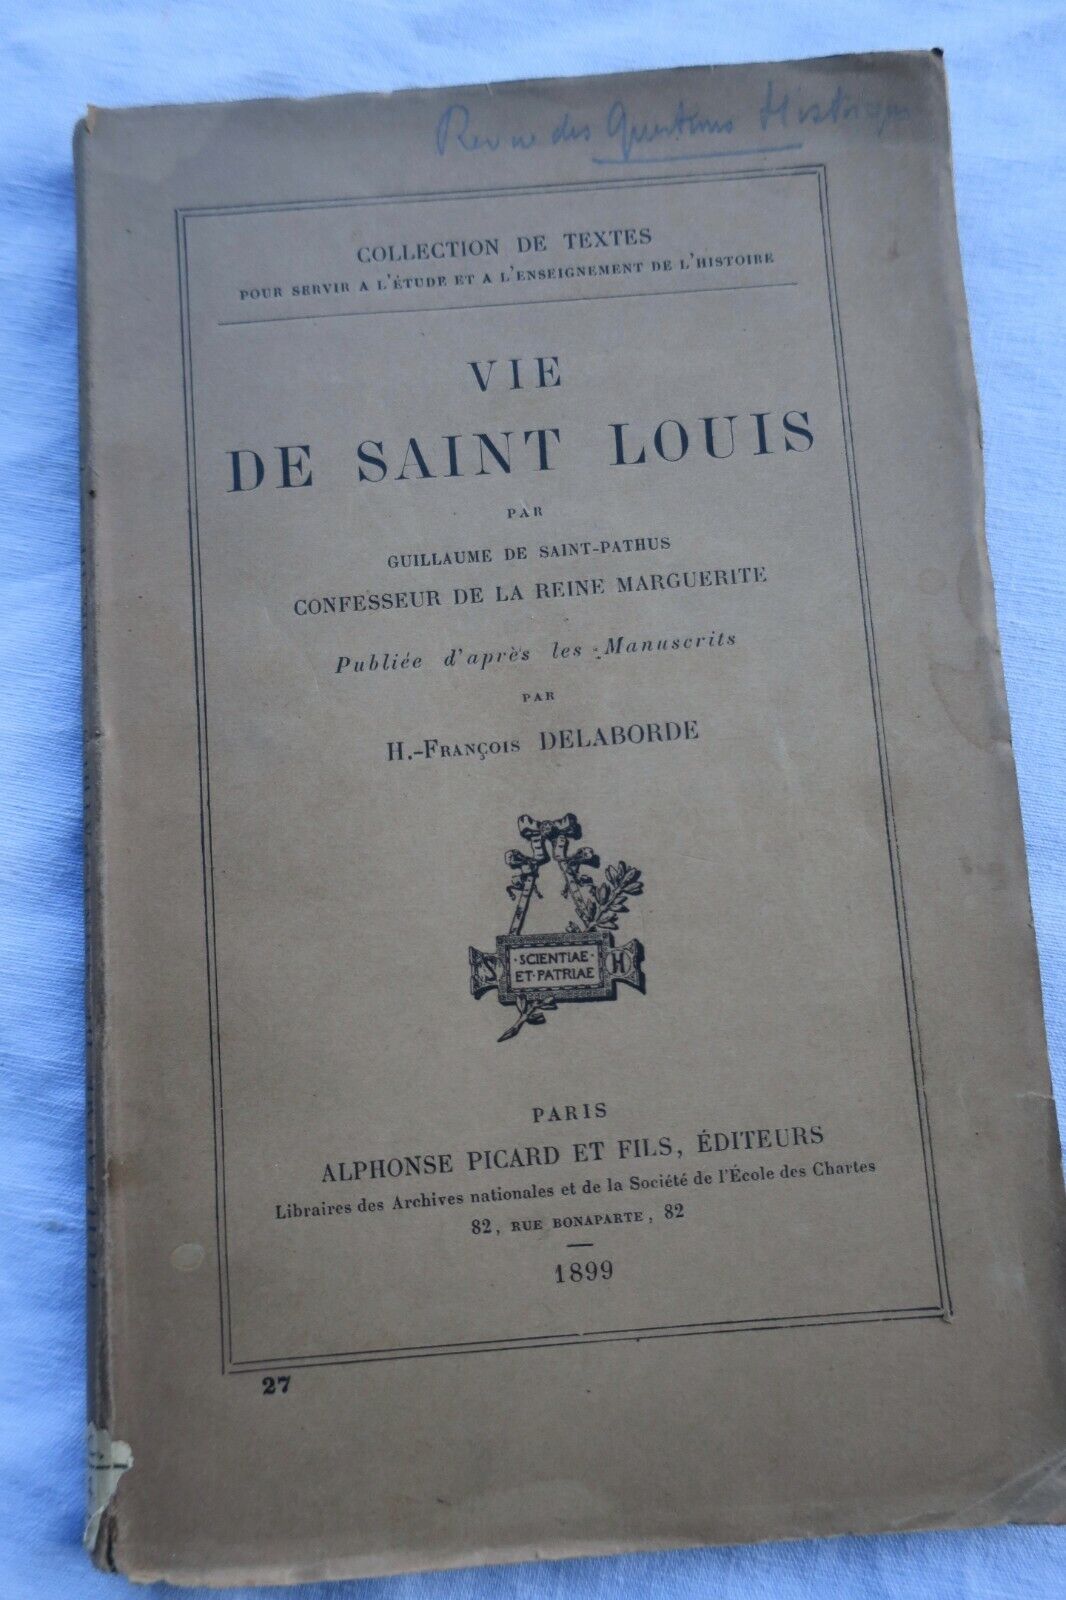 Revue des Questions Historiques
COLLECTION DE TEXTES
POUR SERVIR A L'ÉTUDE ET A L'ENSEIGNEMENT DE L'HISTOIRE
VIE
DE SAINT LOUIS
PAR
GUILLAUME DE SAINT-PATHUS
CONFESSEUR DE LA REINE MARGUERITE
Publiée d'après les Manuscrits
PAR
H.-FRANÇOIS DELABORDE
S ·SCIENTIAE· H
ET·PATRIAE
PARIS
ALPHONSE PICARD ET FILS, ÉDITEURS
Libraires des Archives nationales et de la Société de l'École des Chartes
82, RUE BONAPARTE, 82
1899
27